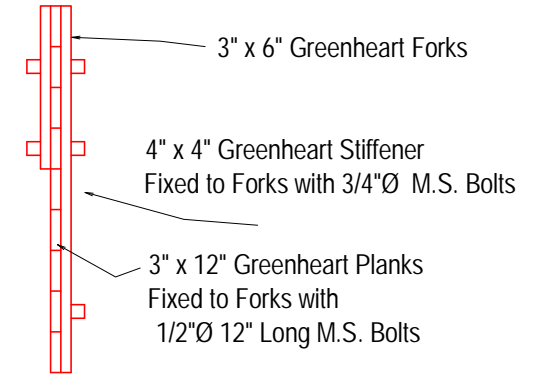 3" x 6" Greenheart Forks
4" x 4" Greenheart Stiffener
Fixed to Forks with 3/4"Ø M.S. Bolts
3" x 12" Greenheart Planks
Fixed to Forks with
1/2"Ø 12" Long M.S. Bolts